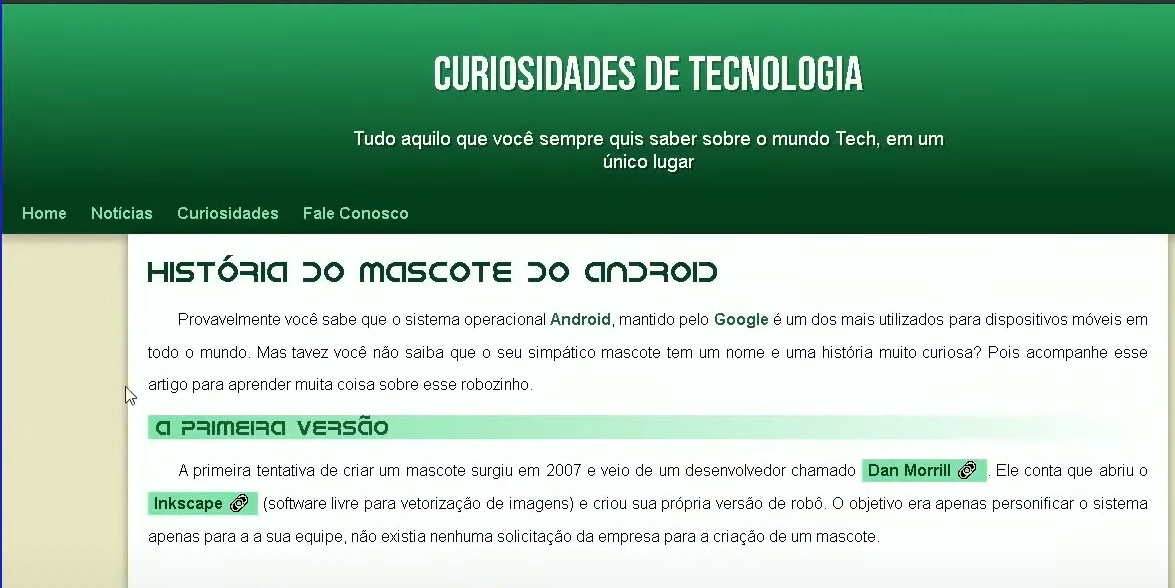 CURIOSIDADES DE TECNOLOGIA
Tudo aquilo que você sempre quis saber sobre o mundo Tech, em um
único lugar
Home Notícias Curiosidades Fale Conosco
HISTÓRIA DO MASCOTE DO ANDROID
Provavelmente você sabe que o sistema operacional Android, mantido pelo Google é um dos mais utilizados para dispositivos móveis em
todo o mundo. Mas tavez você não saiba que o seu simpático mascote tem um nome e uma história muito curiosa? Pois acompanhe esse
artigo para aprender muita coisa sobre esse robozinho.
A PRIMEIRA VERSÃO
A primeira tentativa de criar um mascote surgiu em 2007 e veio de um desenvolvedor chamado Dan Morrill . Ele conta que abriu o
Inkscape (software livre para vetorização de imagens) e criou sua própria versão de robô. O objetivo era apenas personificar o sistema
apenas para a a sua equipe, não existia nenhuma solicitação da empresa para a criação de um mascote.